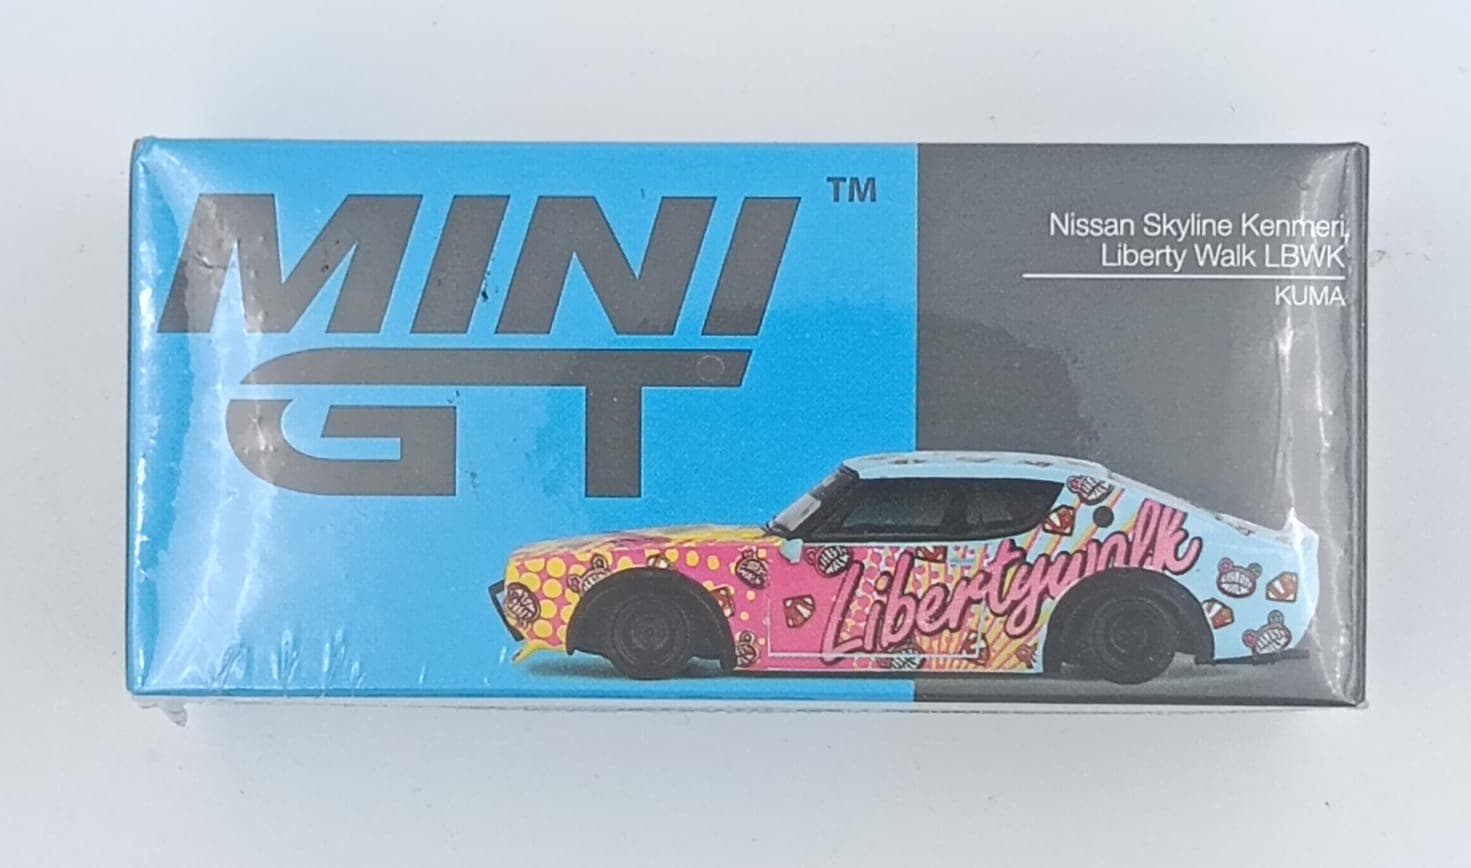 MINI
GT
TM
Nissan Skyline Kenmeri,
Liberty Walk LBWK
KUMA
Libertywalk